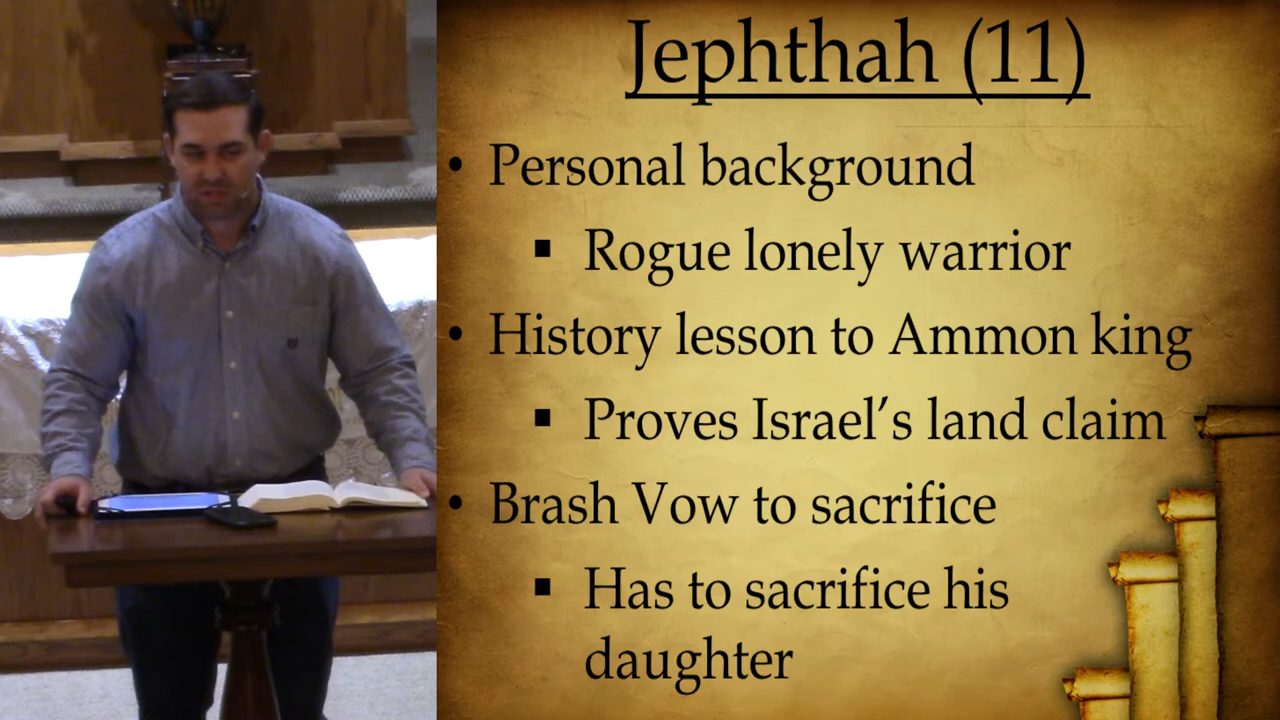 Jephthah (11)
• Personal background
▪ Rogue lonely warrior
• History lesson to Ammon king
▪ Proves Israel’s land claim
• Brash Vow to sacrifice
▪ Has to sacrifice his
daughter